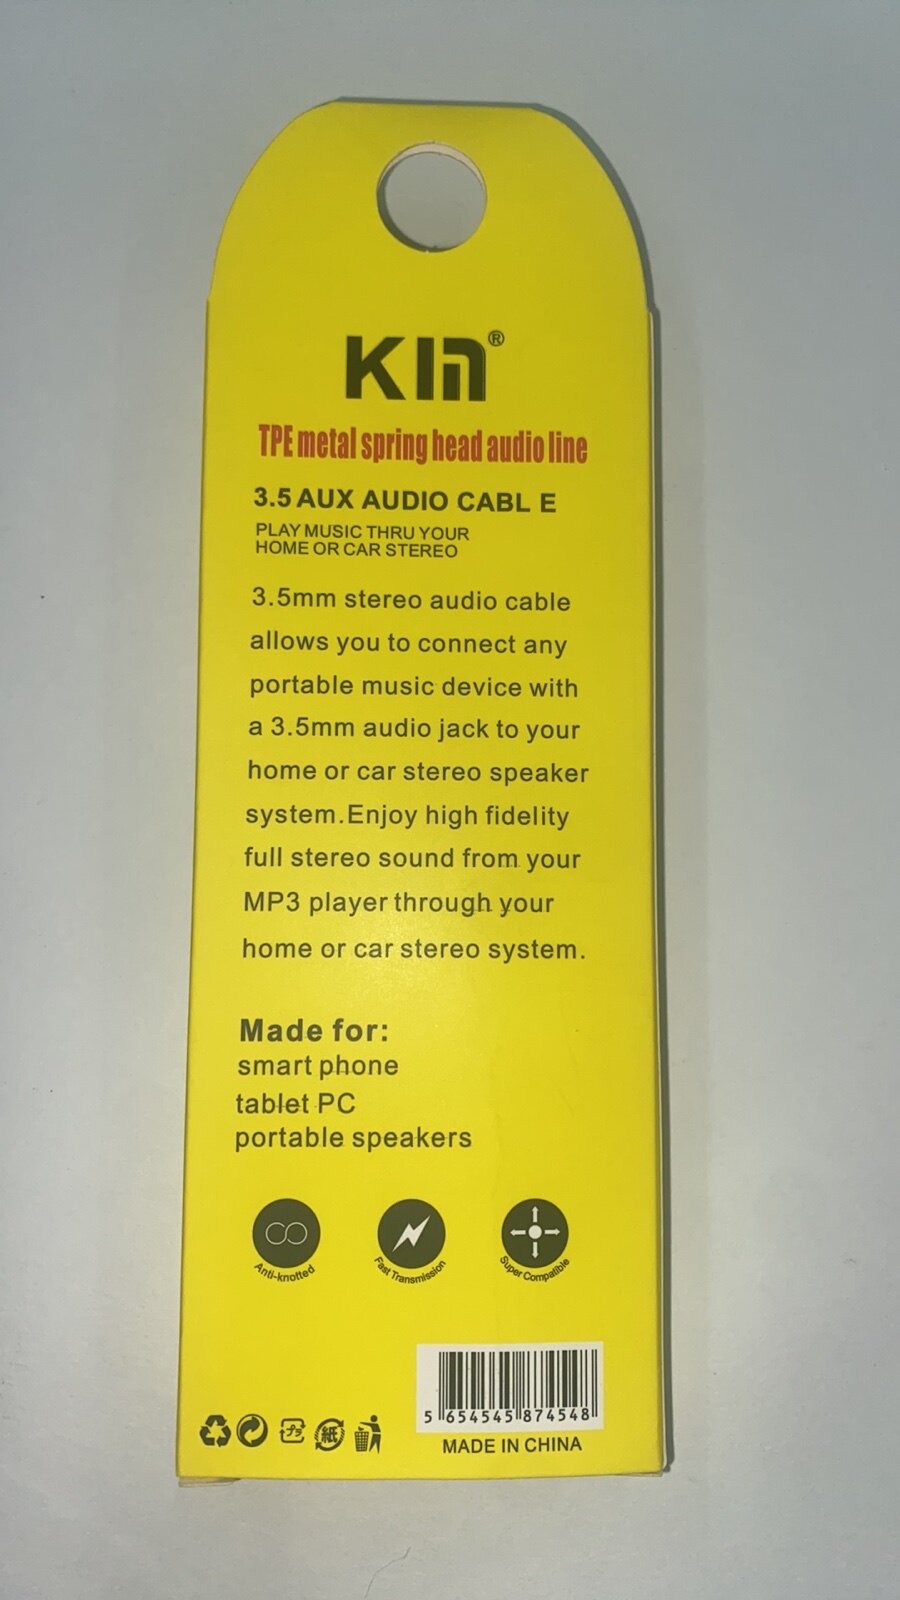 KIN®
TPE metal spring head audio line
3.5 AUX AUDIO CABL E
PLAY MUSIC THRU YOUR
HOME OR CAR STEREO
3.5mm stereo audio cable
allows you to connect any
portable music device with
a 3.5mm audio jack to your
home or car stereo speaker
system.Enjoy high fidelity
full stereo sound from your
MP3 player through your
home or car stereo system.
Made for:
smart phone
tablet PC
portable speakers
Anti-knotted
Fast Transmission
Super Compatible
5 654545 874548
プラ
紙
MADE IN CHINA